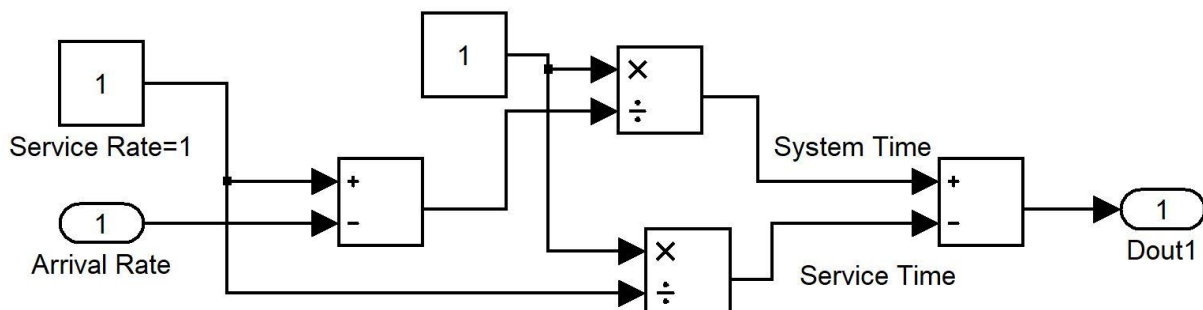 1
Service Rate=1
1
Arrival Rate
+
−
1
×
÷
×
÷
System Time
Service Time
+
−
1
Dout1